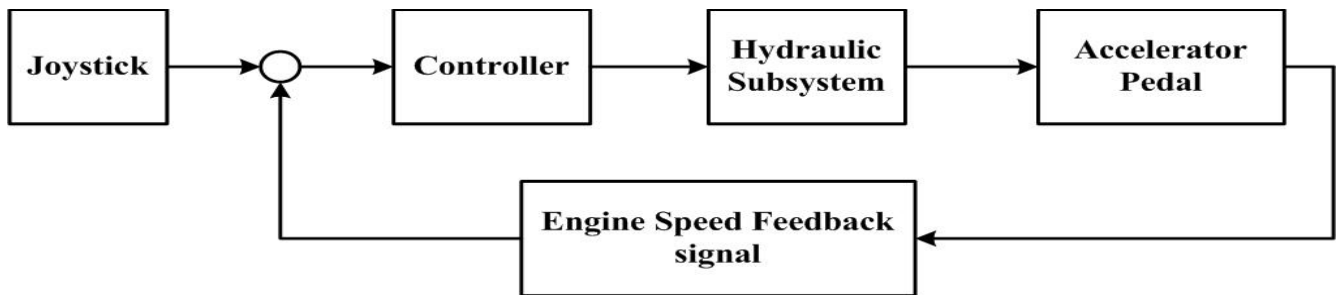 Joystick
Controller
Hydraulic
Subsystem
Accelerator
Pedal
Engine Speed Feedback
signal